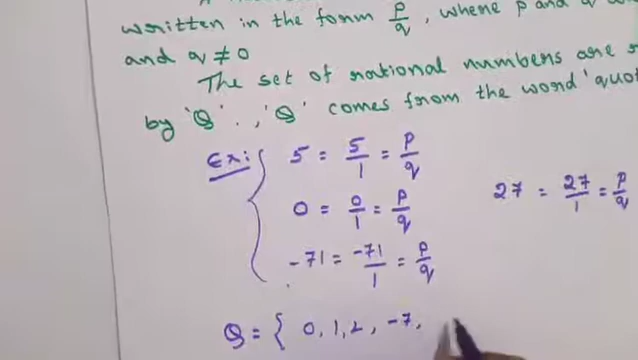 written in the form p/q, where p and q
and q ≠ 0
The set of rational numbers are
by 'Q'., 'Q' comes from the word
Ex: 5 = 5/1 = p/q
27 = 27/1 = p/q
0 = 0/1 = p/q
-71 = -71/1 = p/q
Q = { 0, 1, 2, -7,